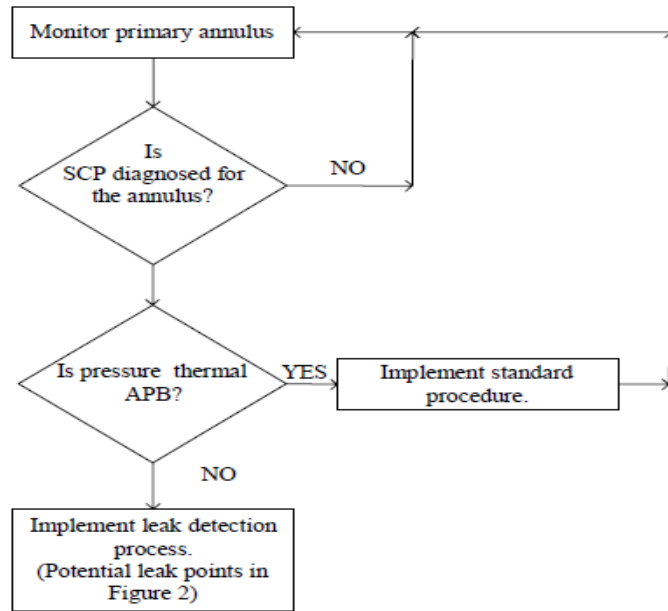 Monitor primary annulus
Is
SCP diagnosed for
the annulus?
NO
Is pressure thermal
APB?
YES
Implement standard
procedure.
NO
Implement leak detection
process.
(Potential leak points in
Figure 2)